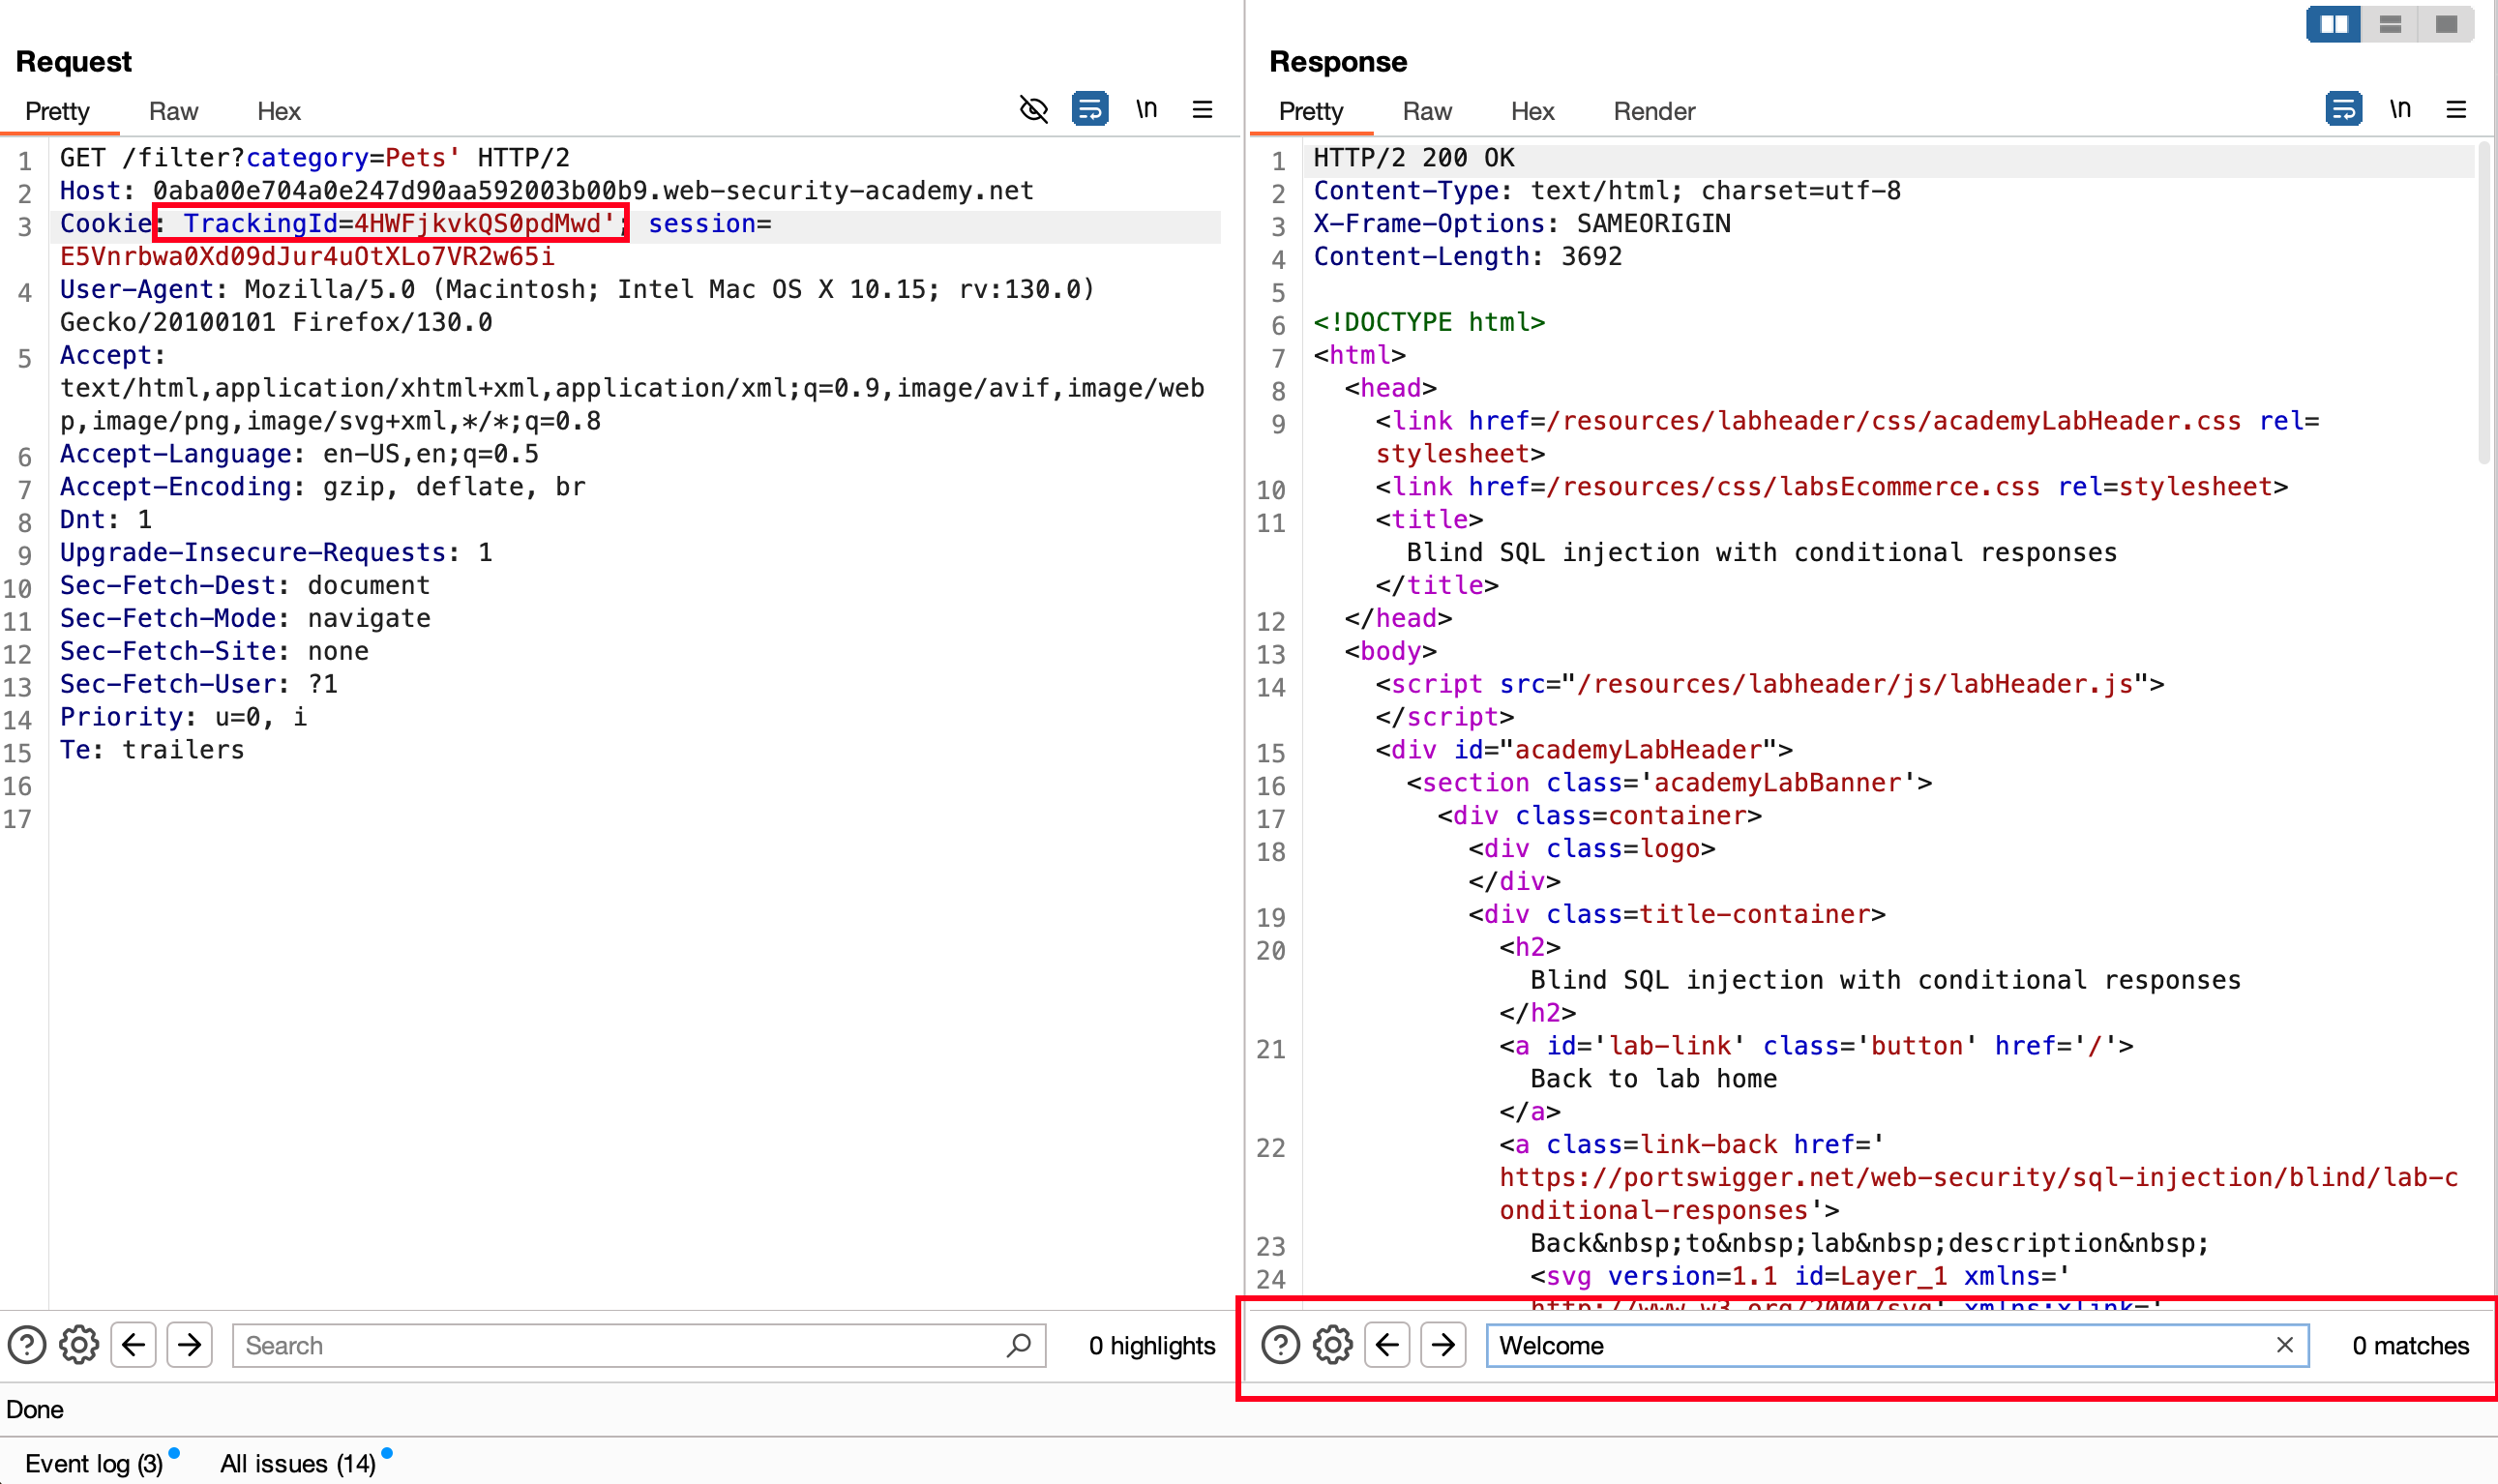 Request
Pretty Raw Hex \n
1 GET /filter?category=Pets' HTTP/2
2 Host: 0aba00e704a0e247d90aa592003b00b9.web-security-academy.net
3 Cookie: TrackingId=4HWFjkvkQS0pdMwd'; session=
E5Vnrbwa0Xd09dJur4uOtXLo7VR2w65i
4 User-Agent: Mozilla/5.0 (Macintosh; Intel Mac OS X 10.15; rv:130.0)
Gecko/20100101 Firefox/130.0
5 Accept:
text/html,application/xhtml+xml,application/xml;q=0.9,image/avif,image/web
p,image/png,image/svg+xml,*/*;q=0.8
6 Accept-Language: en-US,en;q=0.5
7 Accept-Encoding: gzip, deflate, br
8 Dnt: 1
9 Upgrade-Insecure-Requests: 1
10 Sec-Fetch-Dest: document
11 Sec-Fetch-Mode: navigate
12 Sec-Fetch-Site: none
13 Sec-Fetch-User: ?1
14 Priority: u=0, i
15 Te: trailers
16
17
Search 0 highlights
Response
Pretty Raw Hex Render \n
1 HTTP/2 200 OK
2 Content-Type: text/html; charset=utf-8
3 X-Frame-Options: SAMEORIGIN
4 Content-Length: 3692
5
6 <!DOCTYPE html>
7 <html>
8 <head>
9 <link href=/resources/labheader/css/academyLabHeader.css rel=
stylesheet>
10 <link href=/resources/css/labsEcommerce.css rel=stylesheet>
11 <title>
Blind SQL injection with conditional responses
</title>
12 </head>
13 <body>
14 <script src="/resources/labheader/js/labHeader.js">
</script>
15 <div id="academyLabHeader">
16 <section class='academyLabBanner'>
17 <div class=container>
18 <div class=logo>
</div>
19 <div class=title-container>
20 <h2>
Blind SQL injection with conditional responses
</h2>
21 <a id='lab-link' class='button' href='/'>
Back to lab home
</a>
22 <a class=link-back href='
https://portswigger.net/web-security/sql-injection/blind/lab-c
onditional-responses'>
23 Back&nbsp;to&nbsp;lab&nbsp;description&nbsp;
24 <svg version=1.1 id=Layer_1 xmlns='
http://www.w3.org/2000/svg' xmlns:xlink='
Welcome 0 matches
Done
Event log (3) All issues (14)